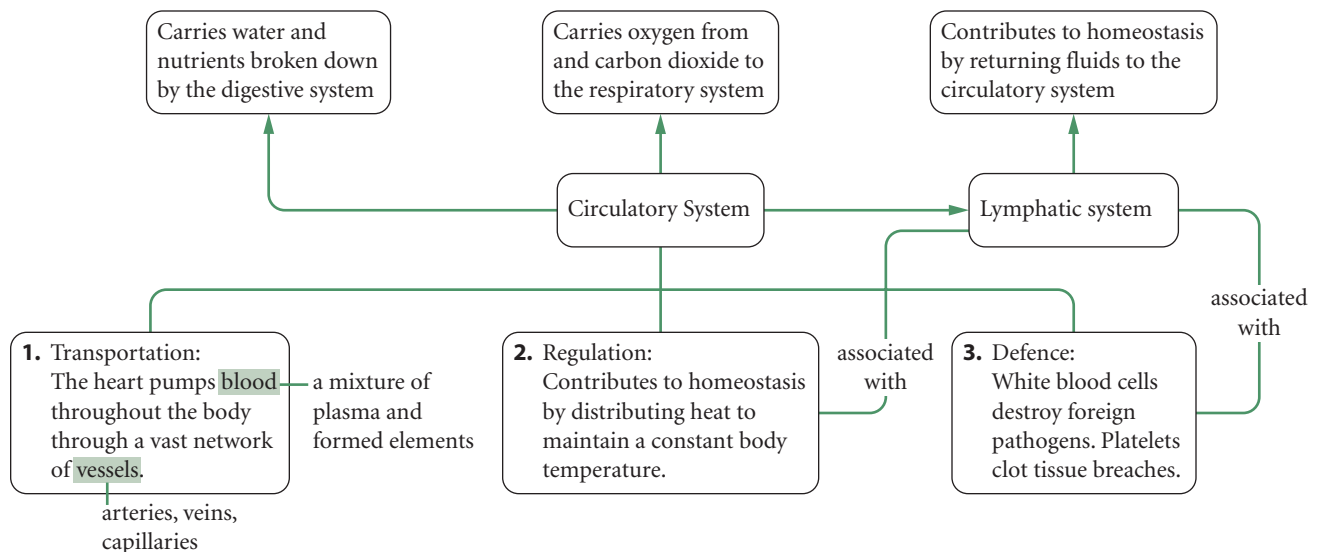 Carries water and
nutrients broken down
by the digestive system
Carries oxygen from
and carbon dioxide to
the respiratory system
Contributes to homeostasis
by returning fluids to the
circulatory system
Circulatory System
Lymphatic system
associated
with
1. Transportation:
The heart pumps blood
throughout the body
through a vast network
of vessels.
a mixture of
plasma and
formed elements
arteries, veins,
capillaries
2. Regulation:
Contributes to homeostasis
by distributing heat to
maintain a constant body
temperature.
associated
with
3. Defence:
White blood cells
destroy foreign
pathogens. Platelets
clot tissue breaches.